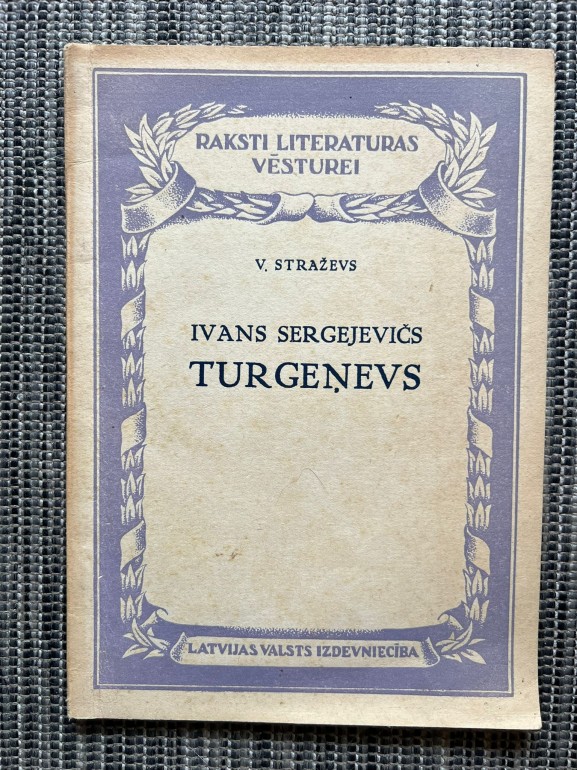 RAKSTI LITERATURAS
VĒSTUREI
V. STRAŽEVS
IVANS SERGEJEVIČS
TURGEŅEVS
LATVIJAS VALSTS IZDEVNIECĪBA